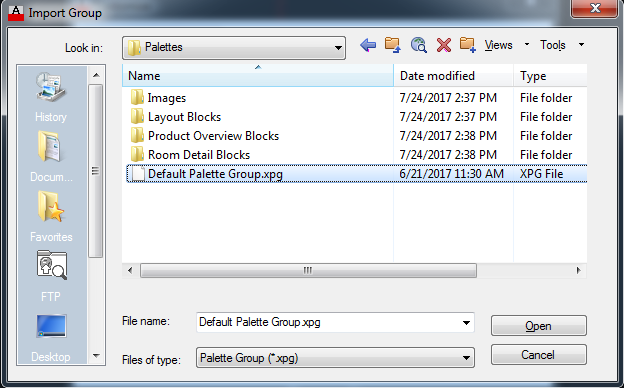 A Import Group
Look in: Palettes Views Tools
Name Date modified Type
Images 7/24/2017 2:37 PM File folder
Layout Blocks 7/24/2017 2:37 PM File folder
Product Overview Blocks 7/24/2017 2:38 PM File folder
Room Detail Blocks 7/24/2017 2:38 PM File folder
Default Palette Group.xpg 6/21/2017 11:30 AM XPG File
History
Docum...
Favorites
FTP
Desktop
File name: Default Palette Group.xpg Open
Files of type: Palette Group (*.xpg) Cancel